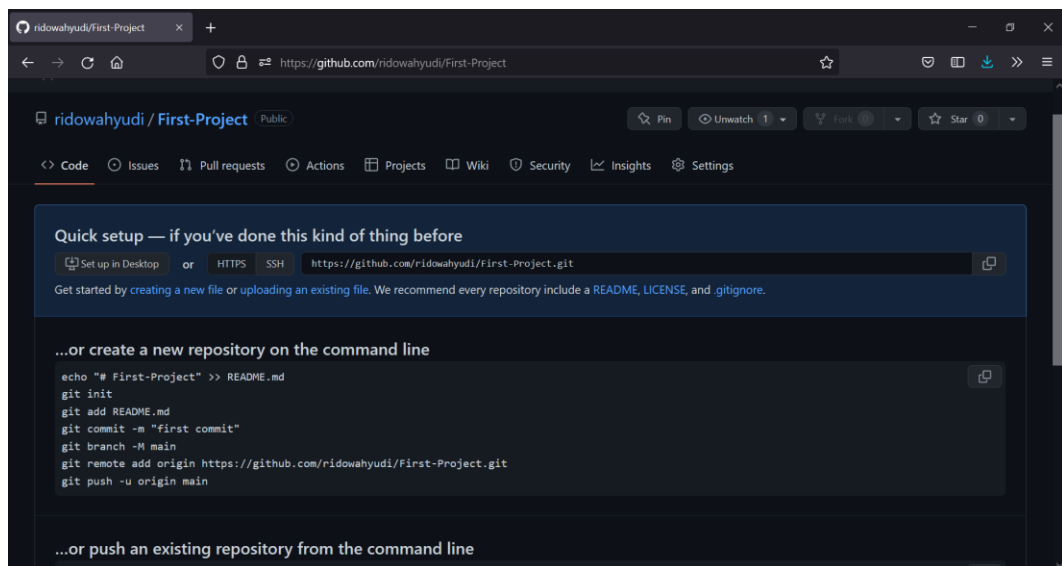 ridowahyudi/First-Project
https://github.com/ridowahyudi/First-Project
ridowahyudi / First-Project Public
Pin Unwatch 1 Fork 0 Star 0
Code Issues Pull requests Actions Projects Wiki Security Insights Settings
Quick setup — if you've done this kind of thing before
Set up in Desktop or HTTPS SSH https://github.com/ridowahyudi/First-Project.git
Get started by creating a new file or uploading an existing file. We recommend every repository include a README, LICENSE, and .gitignore.
...or create a new repository on the command line
echo "# First-Project" >> README.md
git init
git add README.md
git commit -m "first commit"
git branch -M main
git remote add origin https://github.com/ridowahyudi/First-Project.git
git push -u origin main
...or push an existing repository from the command line